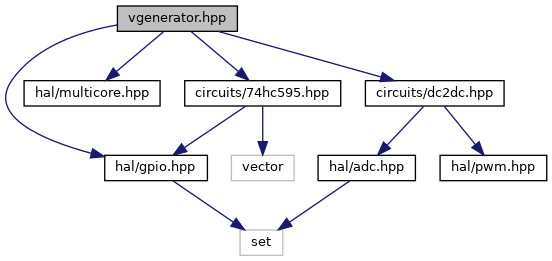 vgenerator.hpp
hal/multicore.hpp
circuits/74hc595.hpp
circuits/dc2dc.hpp
hal/gpio.hpp
vector
hal/adc.hpp
hal/pwm.hpp
set